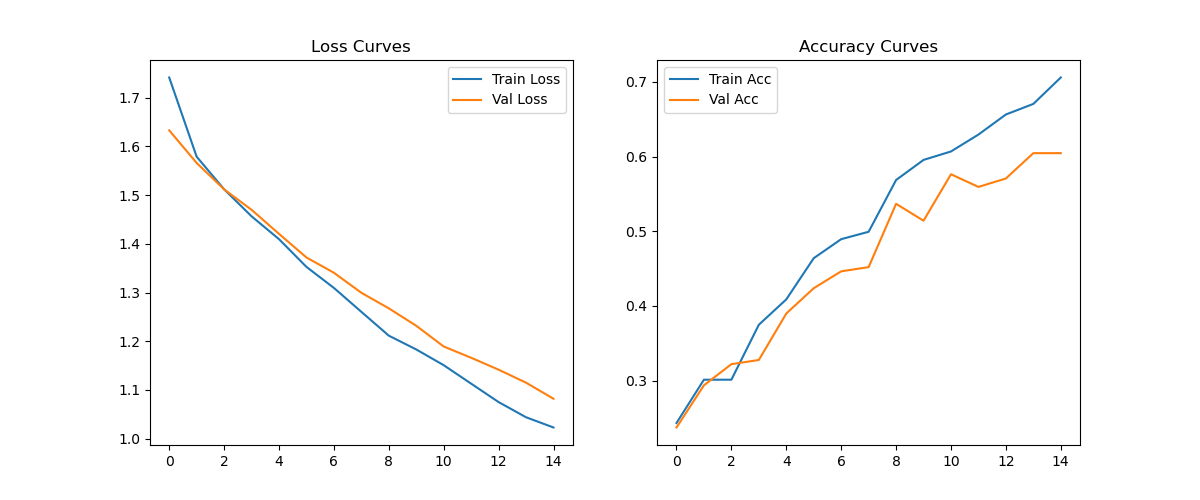 Loss Curves
Train Loss
Val Loss
1.7
1.6
1.5
1.4
1.3
1.2
1.1
1.0
0 2 4 6 8 10 12 14
Accuracy Curves
Train Acc
Val Acc
0.7
0.6
0.5
0.4
0.3
0 2 4 6 8 10 12 14